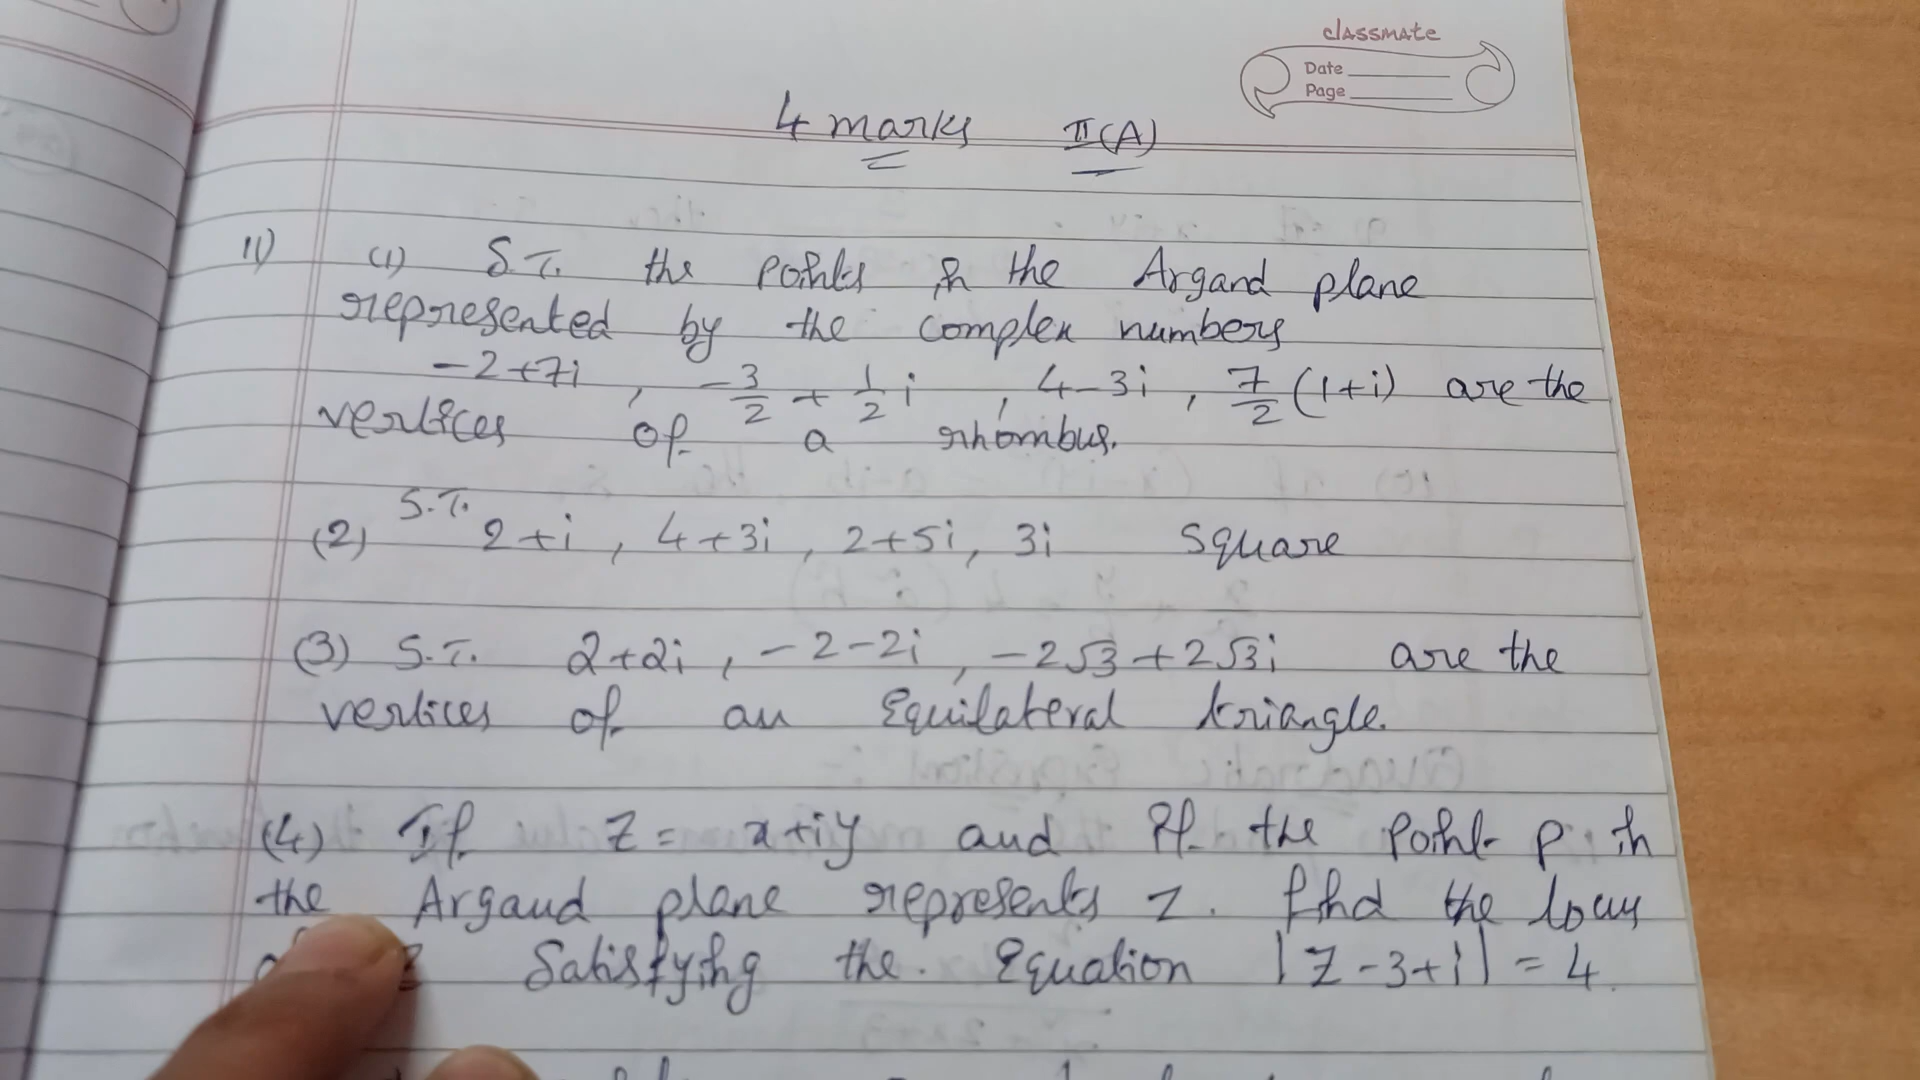 classmate
Date
Page
4 marks II(A)
11) (1) S.T. the points in the Argand plane
represented by the complex numbers
-2+7i, -3/2 + 1/2 i, 4-3i, 7/2 (1+i) are the
vertices of a rhombus.
(2) S.T. 2+i, 4+3i, 2+5i, 3i square
(3) S.T. 2+2i, -2-2i, -2√3+2√3i are the
vertices of an Equilateral triangle.
(4) If z = x+iy and if the point P in
the Argand plane represents z. find the locus
satisfying the. Equation |z-3+i| = 4.